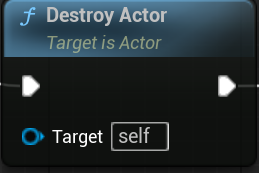 f Destroy Actor
Target is Actor
Target self